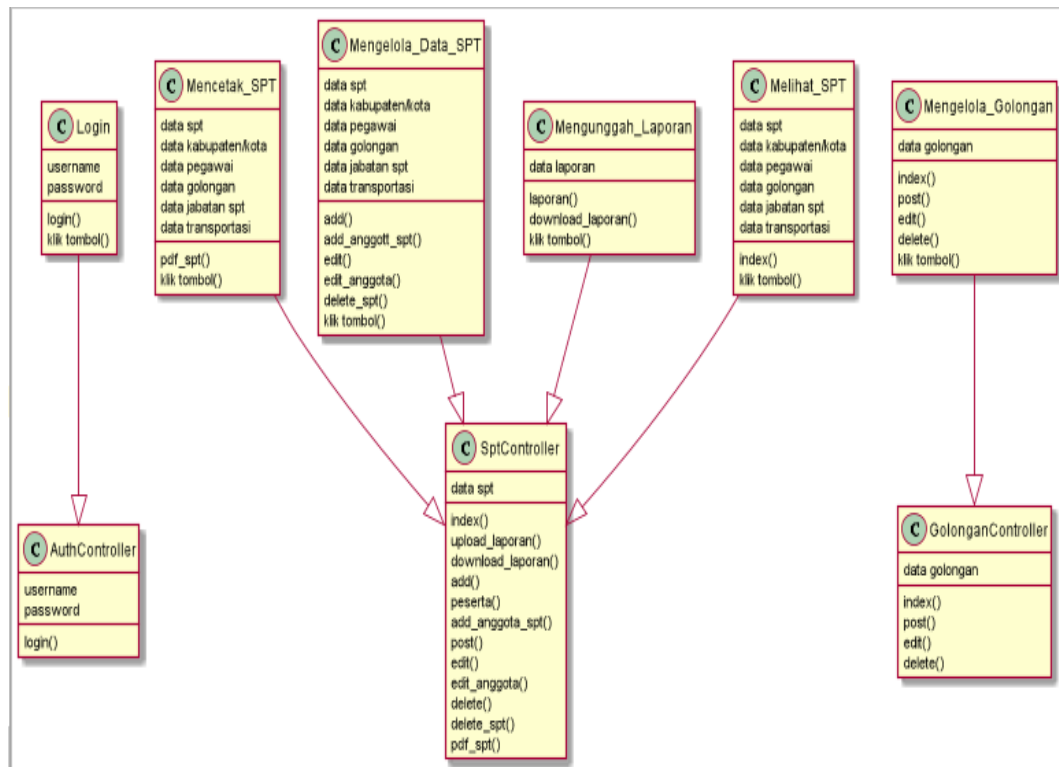 C Login
username
password
login()
klik tombol()
C Mencetak_SPT
data spt
data kabupaten/kota
data pegawai
data golongan
data jabatan spt
data transportasi
pdf_spt()
klik tombol()
C Mengelola_Data_SPT
data spt
data kabupaten/kota
data pegawai
data golongan
data jabatan spt
data transportasi
add()
add_anggott_spt()
edit()
edit_anggota()
delete_spt()
klik tombol()
C Mengunggah_Laporan
data laporan
laporan()
download_laporan()
klik tombol()
C Melihat_SPT
data spt
data kabupaten/kota
data pegawai
data golongan
data jabatan spt
data transportasi
index()
klik tombol()
C Mengelola_Golongan
data golongan
index()
post()
edit()
delete()
klik tombol()
C AuthController
username
password
login()
C SptController
data spt
index()
upload_laporan()
download_laporan()
add()
peserta()
add_anggota_spt()
post()
edit()
edit_anggota()
delete()
delete_spt()
pdf_spt()
C GolonganController
data golongan
index()
post()
edit()
delete()